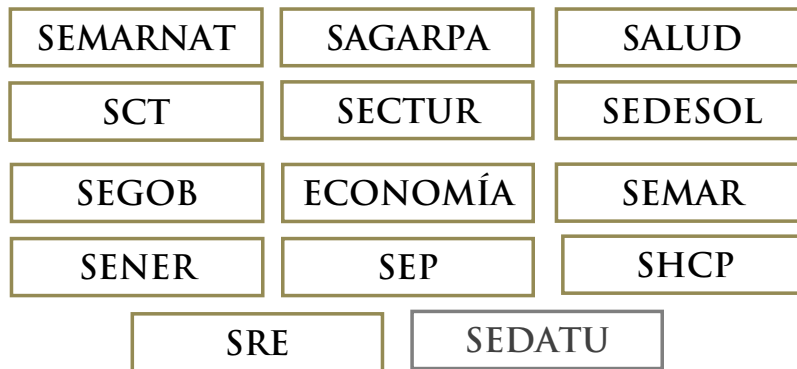 SEMARNAT SAGARPA SALUD
SCT SECTUR SEDESOL
SEGOB ECONOMÍA SEMAR
SENER SEP SHCP
SRE SEDATU